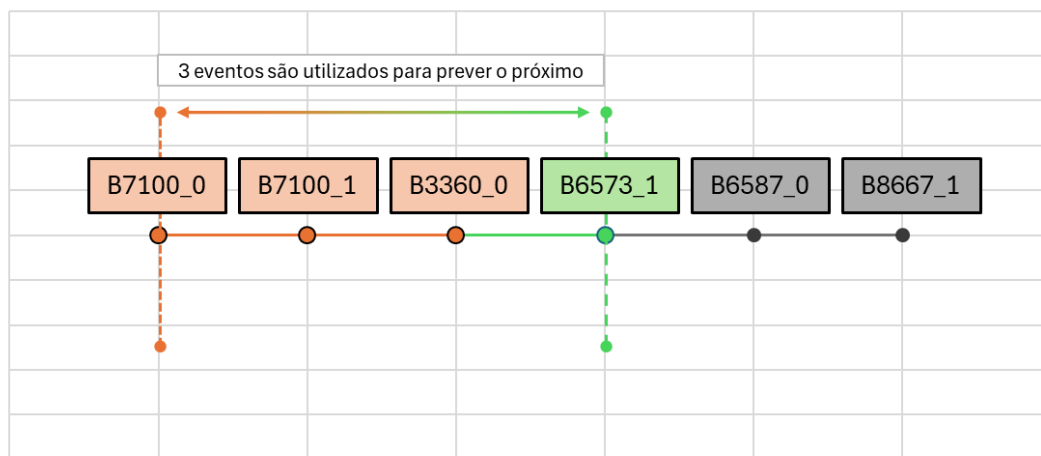 3 eventos são utilizados para prever o próximo
B7100_0 B7100_1 B3360_0 B6573_1 B6587_0 B8667_1